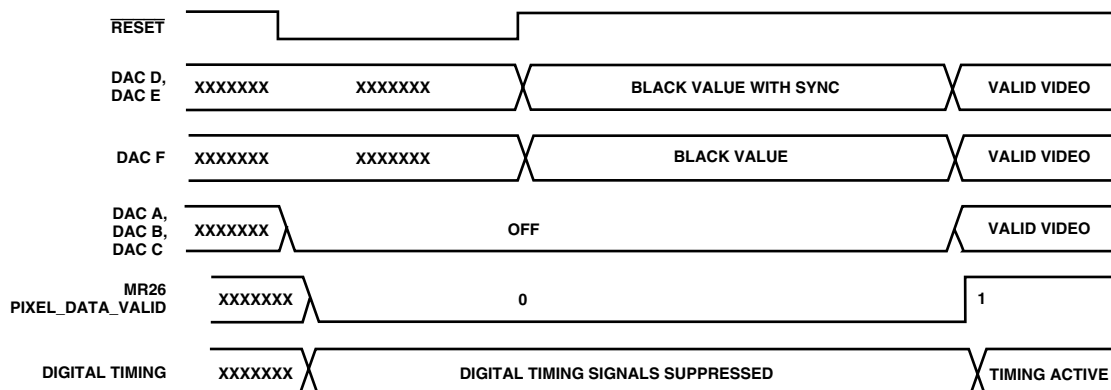 RESET
DAC D,
DAC E
XXXXXXX XXXXXXX BLACK VALUE WITH SYNC VALID VIDEO
DAC F XXXXXXX XXXXXXX BLACK VALUE VALID VIDEO
DAC A,
DAC B,
DAC C
XXXXXXX OFF VALID VIDEO
MR26
PIXEL_DATA_VALID
XXXXXXX 0 1
DIGITAL TIMING XXXXXXX DIGITAL TIMING SIGNALS SUPPRESSED TIMING ACTIVE